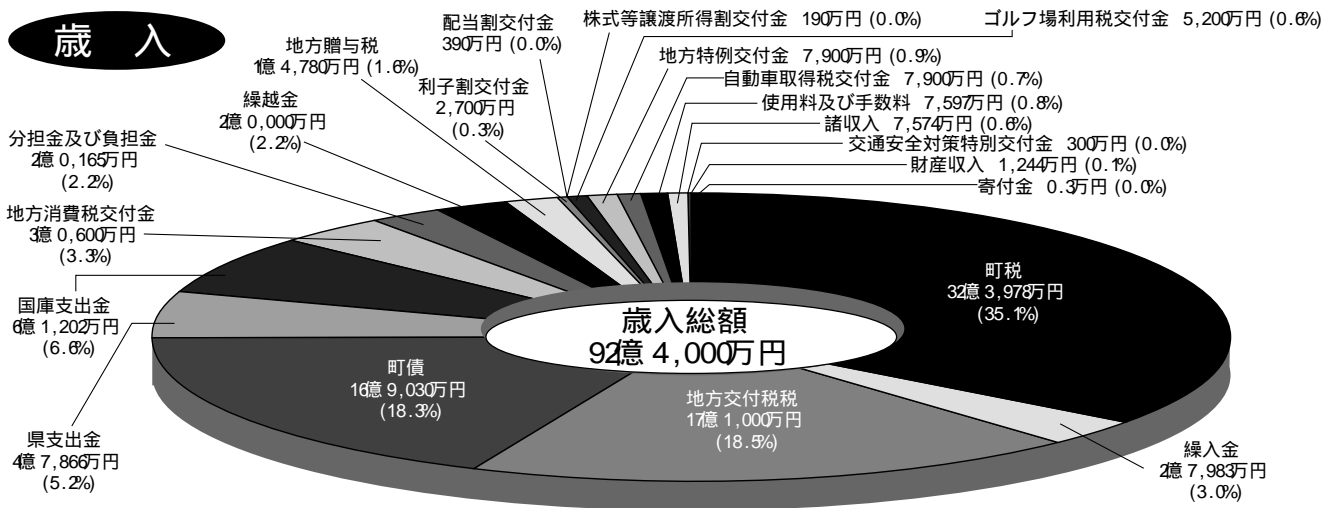 歳 入
配当割交付金
390万円 (0.0%)
株式等譲渡所得割交付金 190万円 (0.0%)
ゴルフ場利用税交付金 5,200万円 (0.6%)
地方贈与税
1億 4,780万円 (1.6%)
地方特例交付金 7,900万円 (0.9%)
利子割交付金
2,700万円
(0.3%)
自動車取得税交付金 7,900万円 (0.7%)
繰越金
2億 0,000万円
(2.2%)
使用料及び手数料 7,597万円 (0.8%)
諸収入 7,574万円 (0.6%)
分担金及び負担金
2億 0,165万円
(2.2%)
交通安全対策特別交付金 300万円 (0.0%)
財産収入 1,244万円 (0.1%)
寄付金 0.3万円 (0.0%)
地方消費税交付金
3億 0,600万円
(3.3%)
町税
32億 3,978万円
(35.1%)
国庫支出金
6億 1,202万円
(6.6%)
歳入総額
92億 4,000万円
町債
16億 9,030万円
(18.3%)
地方交付税税
17億 1,000万円
(18.5%)
県支出金
4億 7,866万円
(5.2%)
繰入金
2億 7,983万円
(3.0%)